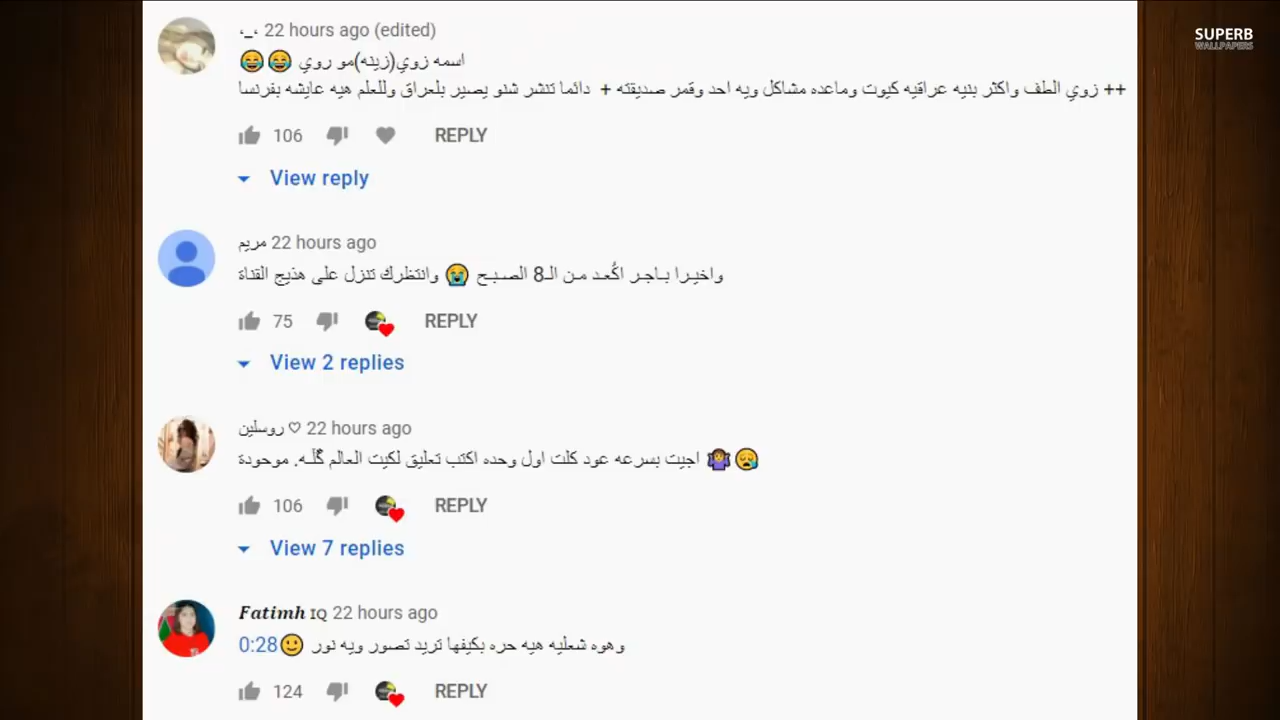 SUPERB
WALLPAPERS
،_، 22 hours ago (edited)
اسمه زوي(زينه)مو روي 😂😂
++ زوي الطف واكثر بنيه عراقيه كيوت وماعده مشاكل ويه احد وقمر صديقته + دائما تنشر شنو يصير بلعراق وللعلم هيه عايشه بفرنسا
106 REPLY
View reply
مريم 22 hours ago
واخيـرا بـاجـر اكُعـد مـن الـ8 الصبـح 😭 وانتظرك تنزل على هذيج القناة
75 REPLY
View 2 replies
روسلين ♡ 22 hours ago
اجيت بسرعه عود كلت اول وحده اكتب تعليق لكيت العالم گُلـه. موحودة 🤷‍♀️😢
106 REPLY
View 7 replies
Fatimh IQ 22 hours ago
0:28🙂 وهوه شعليه هيه حره بكيفها تريد تصور ويه نور
124 REPLY